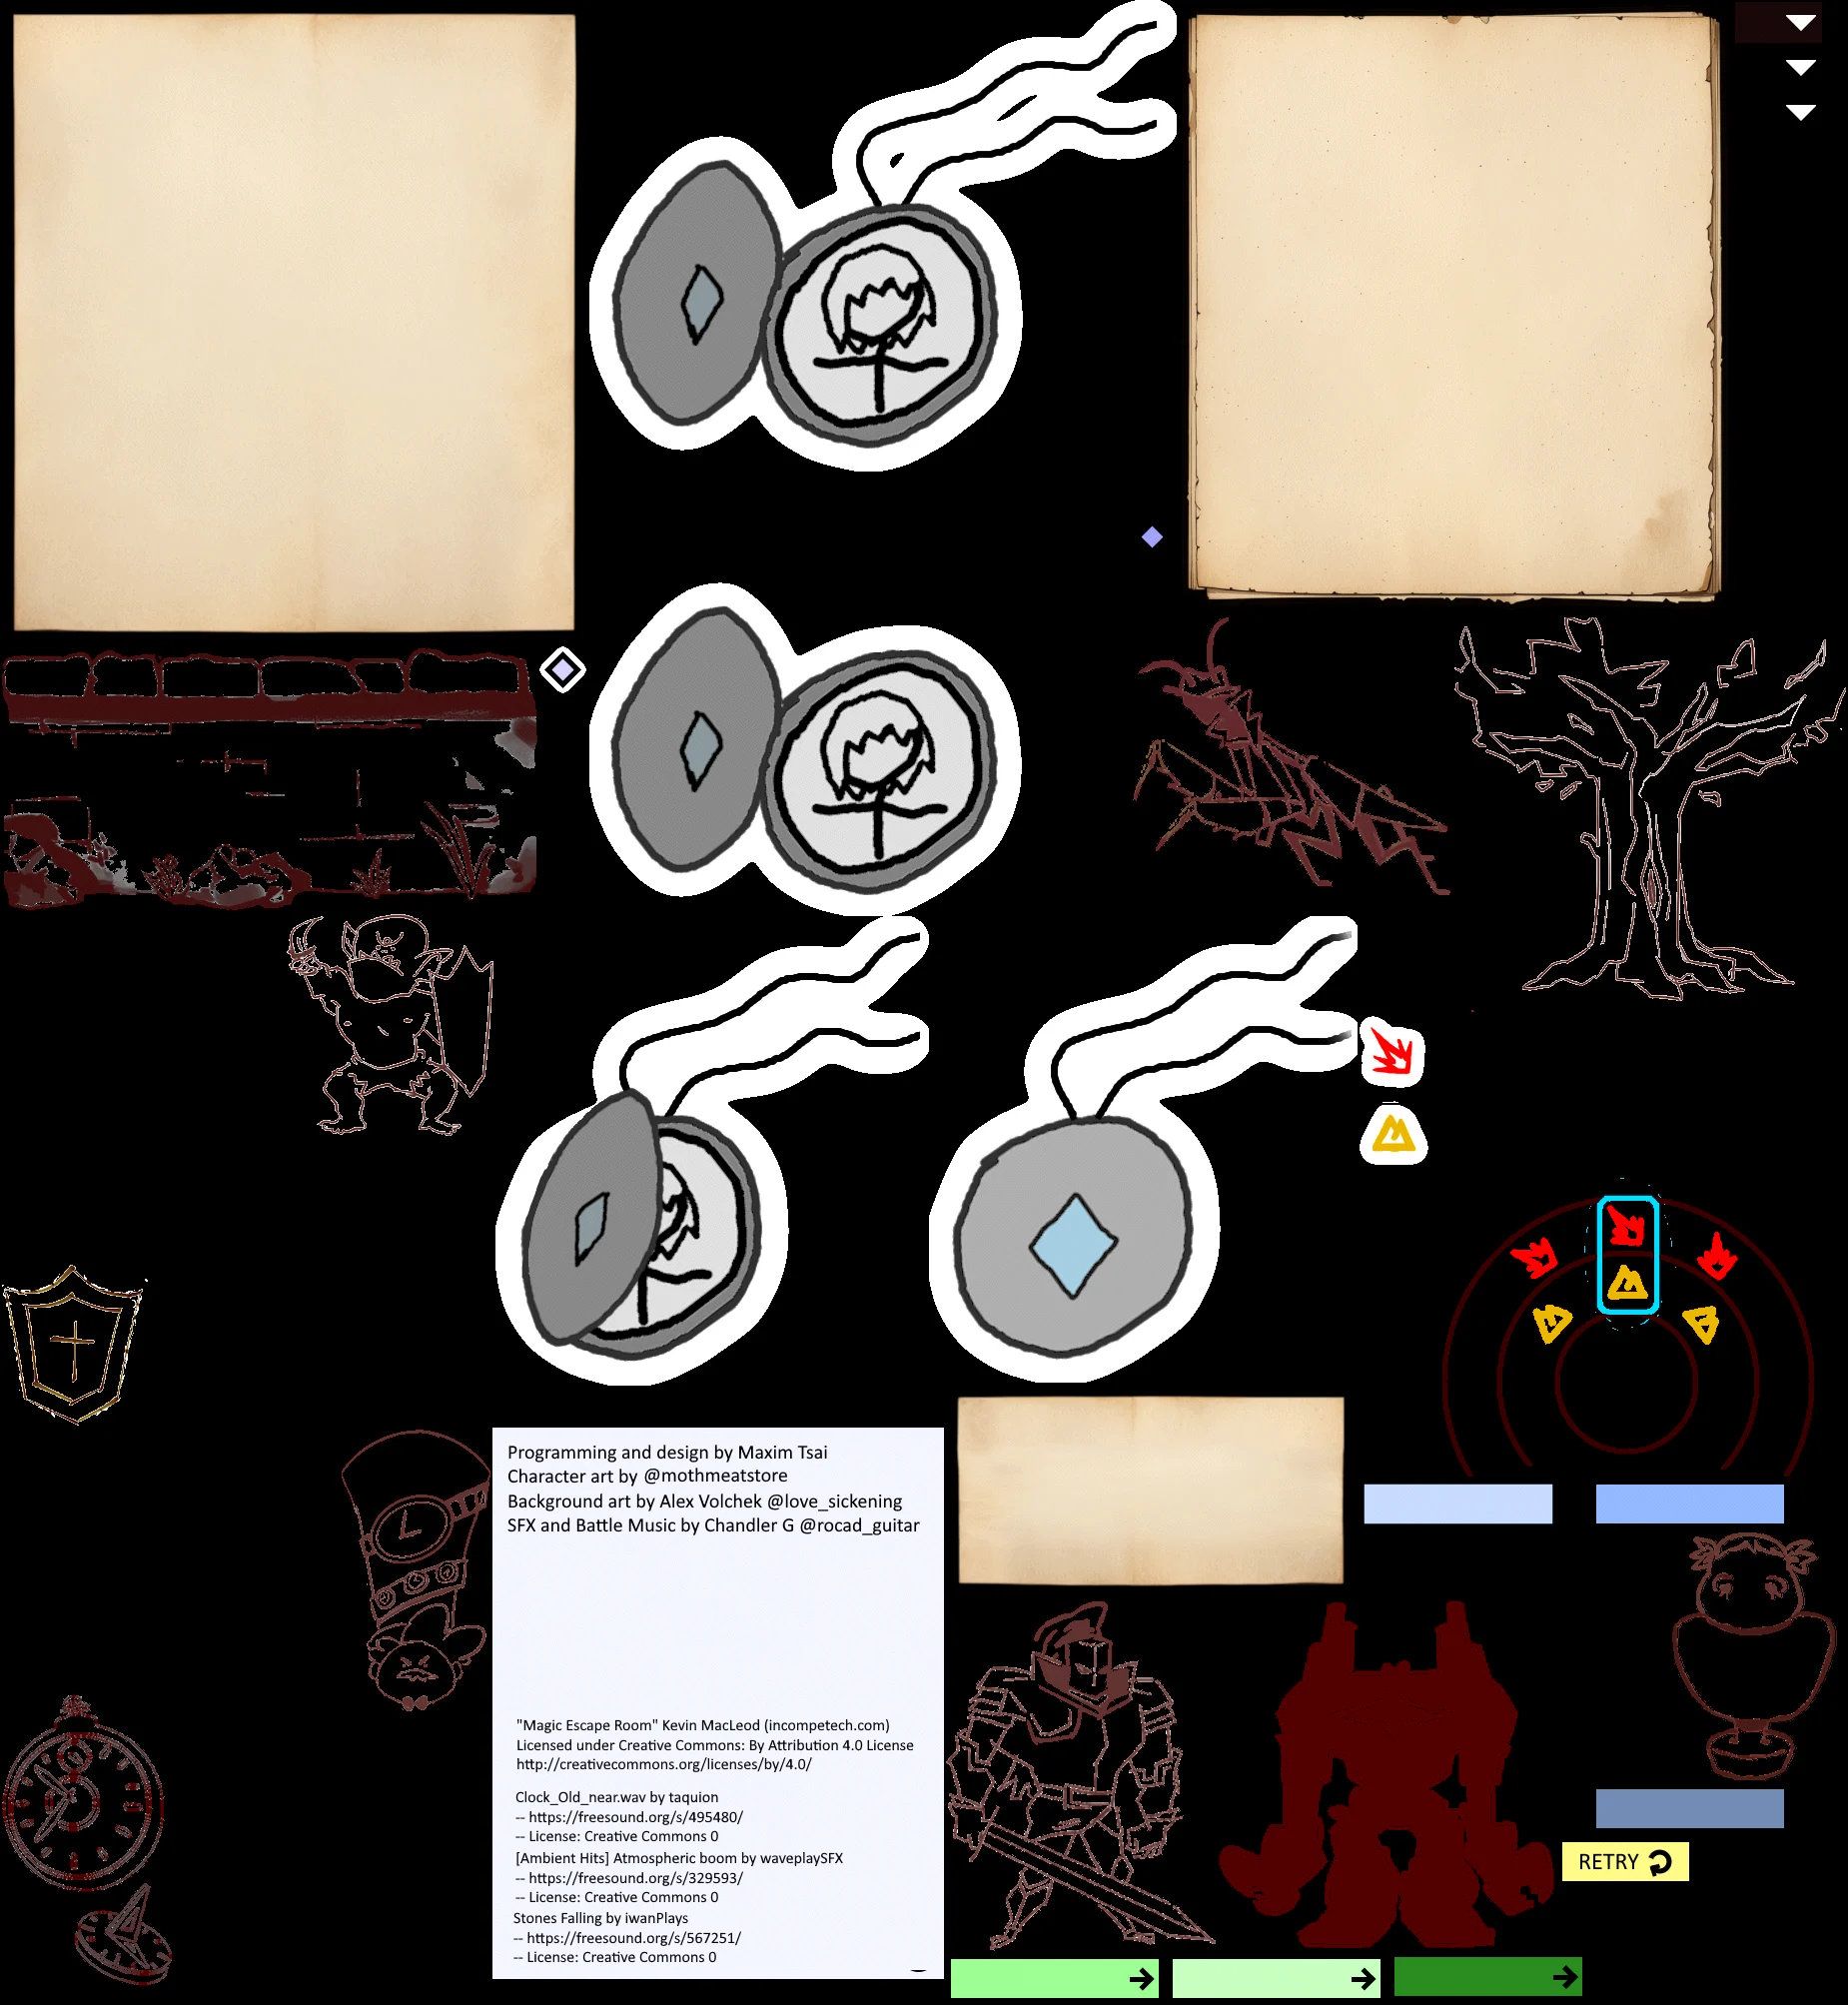 Programming and design by Maxim Tsai
Character art by @mothmeatstore
Background art by Alex Volchek @love_sickening
SFX and Battle Music by Chandler G @rocad_guitar
"Magic Escape Room" Kevin MacLeod (incompetech.com)
Licensed under Creative Commons: By Attribution 4.0 License
http://creativecommons.org/licenses/by/4.0/
Clock_Old_near.wav by taquion
-- https://freesound.org/s/495480/
-- License: Creative Commons 0
[Ambient Hits] Atmospheric boom by waveplaySFX
-- https://freesound.org/s/329593/
-- License: Creative Commons 0
Stones Falling by iwanPlays
-- https://freesound.org/s/567251/
-- License: Creative Commons 0
RETRY